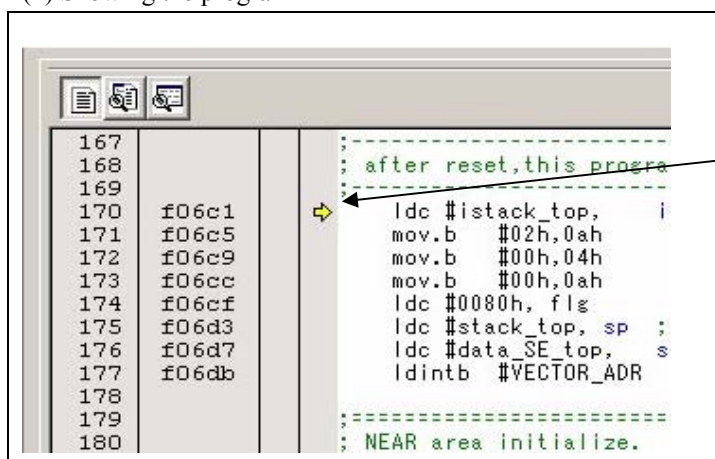 Showing the
167 ;-----------------------
168 ; after reset,this progra
169 ;-----------------------
170 f06c1 ldc #istack_top, i
171 f06c5 mov.b #02h,0ah
172 f06c9 mov.b #00h,04h
173 f06cc mov.b #00h,0ah
174 f06cf ldc #0080h, flg
175 f06d3 ldc #stack_top, sp ;
176 f06d7 ldc #data_SE_top, s
177 f06db ldintb #VECTOR_ADR
178
179 ;=======================
180 ; NEAR area initialize.